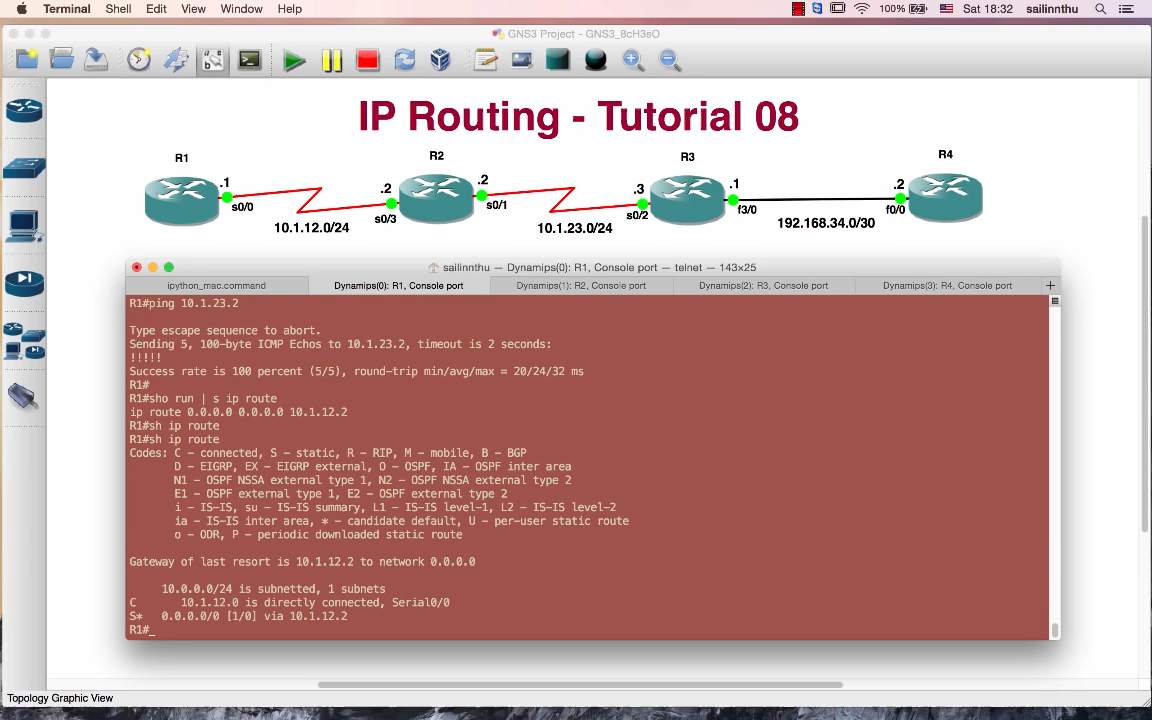 Terminal Shell Edit View Window Help
100% Sat 18:32 sailinnthu
GNS3 Project - GNS3_8cH3sO
IP Routing - Tutorial 08
R1
R2
R3
R4
.1
s0/0
.2
s0/3
10.1.12.0/24
.2
s0/1
.3
s0/2
10.1.23.0/24
.1
f3/0
.2
f0/0
192.168.34.0/30
sailinnthu — Dynamips(0): R1, Console port — telnet — 143×25
ipython_mac.command Dynamips(0): R1, Console port Dynamips(1): R2, Console port Dynamips(2): R3, Console port Dynamips(3): R4, Console port +
R1#ping 10.1.23.2
Type escape sequence to abort.
Sending 5, 100-byte ICMP Echos to 10.1.23.2, timeout is 2 seconds:
!!!!!
Success rate is 100 percent (5/5), round-trip min/avg/max = 20/24/32 ms
R1#
R1#sho run | s ip route
ip route 0.0.0.0 0.0.0.0 10.1.12.2
R1#sh ip route
R1#sh ip route
Codes: C - connected, S - static, R - RIP, M - mobile, B - BGP
D - EIGRP, EX - EIGRP external, O - OSPF, IA - OSPF inter area
N1 - OSPF NSSA external type 1, N2 - OSPF NSSA external type 2
E1 - OSPF external type 1, E2 - OSPF external type 2
i - IS-IS, su - IS-IS summary, L1 - IS-IS level-1, L2 - IS-IS level-2
ia - IS-IS inter area, * - candidate default, U - per-user static route
o - ODR, P - periodic downloaded static route
Gateway of last resort is 10.1.12.2 to network 0.0.0.0
10.0.0.0/24 is subnetted, 1 subnets
C 10.1.12.0 is directly connected, Serial0/0
S* 0.0.0.0/0 [1/0] via 10.1.12.2
R1#_
Topology Graphic View